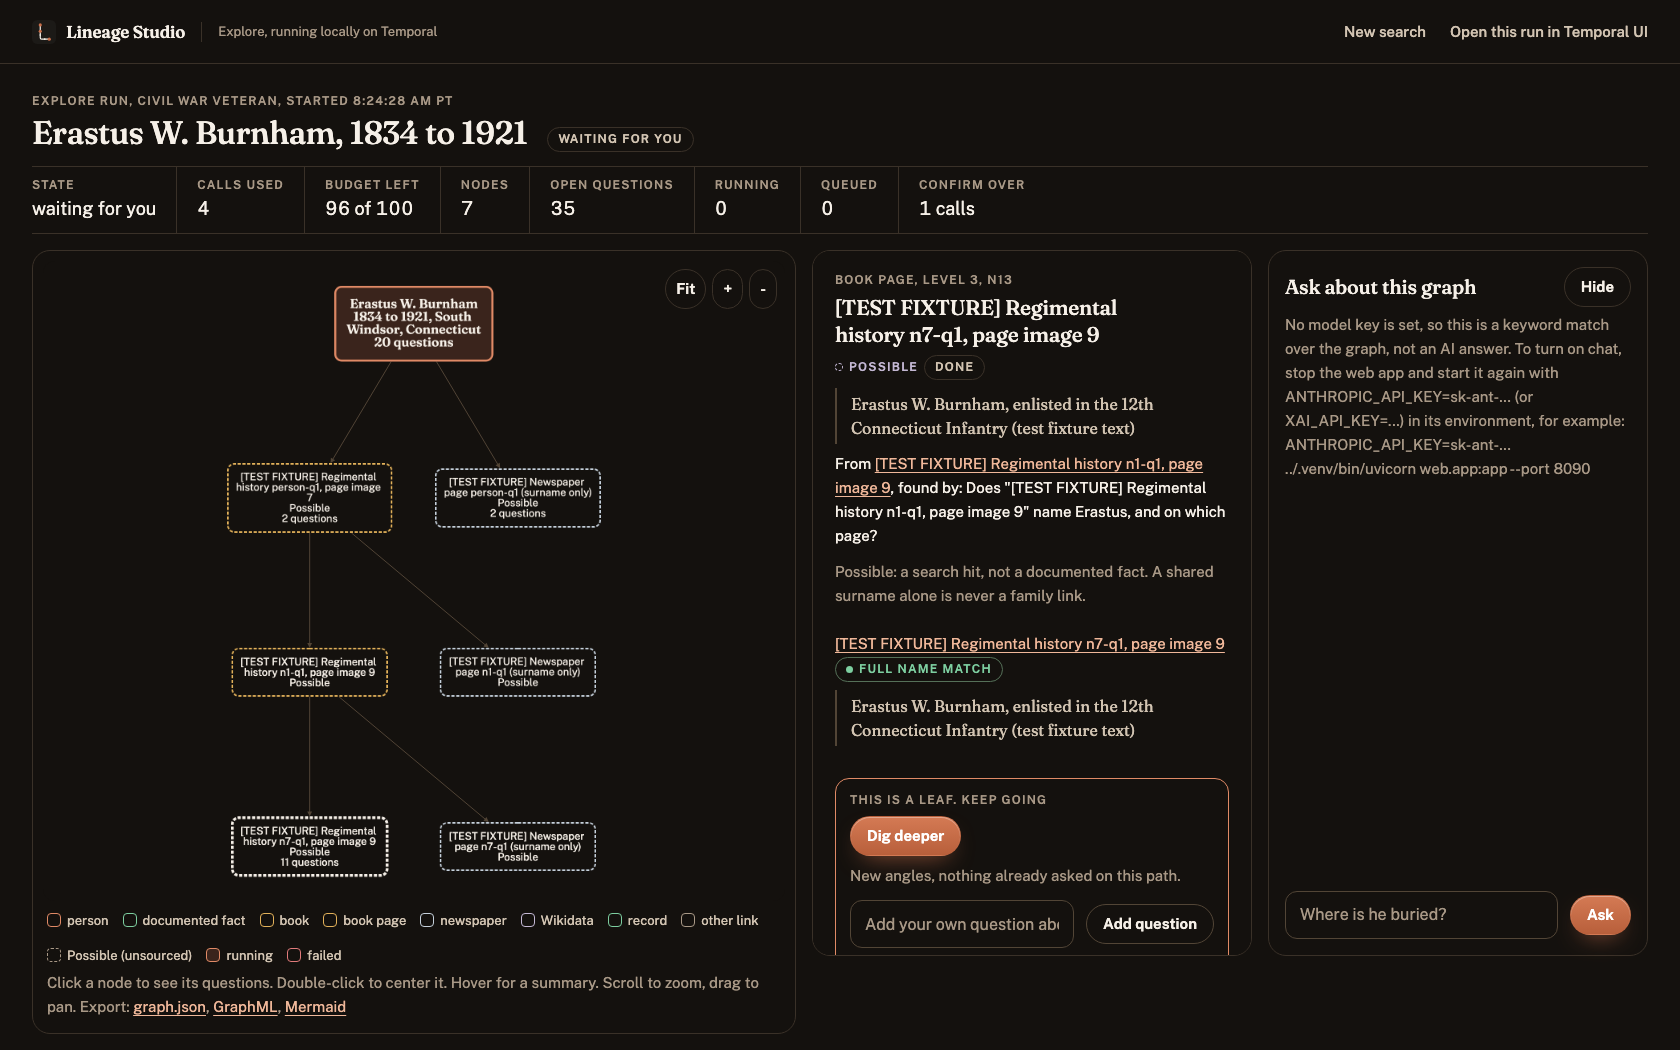 Lineage Studio
Explore, running locally on Temporal
New search
Open this run in Temporal UI
EXPLORE RUN, CIVIL WAR VETERAN, STARTED 8:24:28 AM PT
Erastus W. Burnham, 1834 to 1921
WAITING FOR YOU
STATE
waiting for you
CALLS USED
4
BUDGET LEFT
96 of 100
NODES
7
OPEN QUESTIONS
35
RUNNING
0
QUEUED
0
CONFIRM OVER
1 calls
Fit
+
-
Erastus W. Burnham
1834 to 1921, South
Windsor, Connecticut
20 questions
[TEST FIXTURE] Regimental
history person-q1, page image
7
Possible
2 questions
[TEST FIXTURE] Newspaper
page person-q1 (surname only)
Possible
2 questions
[TEST FIXTURE] Regimental
history n1-q1, page image 9
Possible
[TEST FIXTURE] Newspaper
page n1-q1 (surname only)
Possible
[TEST FIXTURE] Regimental
history n7-q1, page image 9
Possible
11 questions
[TEST FIXTURE] Newspaper
page n7-q1 (surname only)
Possible
person
documented fact
book
book page
newspaper
Wikidata
record
other link
Possible (unsourced)
running
failed
Click a node to see its questions. Double-click to center it. Hover for a summary. Scroll to zoom, drag to
pan. Export: graph.json, GraphML, Mermaid
BOOK PAGE, LEVEL 3, N13
[TEST FIXTURE] Regimental
history n7-q1, page image 9
POSSIBLE
DONE
Erastus W. Burnham, enlisted in the 12th
Connecticut Infantry (test fixture text)
From [TEST FIXTURE] Regimental history n1-q1, page
image 9, found by: Does "[TEST FIXTURE] Regimental
history n1-q1, page image 9" name Erastus, and on which
page?
Possible: a search hit, not a documented fact. A shared
surname alone is never a family link.
[TEST FIXTURE] Regimental history n7-q1, page image 9
FULL NAME MATCH
Erastus W. Burnham, enlisted in the 12th
Connecticut Infantry (test fixture text)
THIS IS A LEAF. KEEP GOING
Dig deeper
New angles, nothing already asked on this path.
Add your own question abo
Add question
Ask about this graph
Hide
No model key is set, so this is a keyword match
over the graph, not an AI answer. To turn on chat,
stop the web app and start it again with
ANTHROPIC_API_KEY=sk-ant-... (or
XAI_API_KEY=...) in its environment, for example:
ANTHROPIC_API_KEY=sk-ant-...
../.venv/bin/uvicorn web.app:app --port 8090
Where is he buried?
Ask